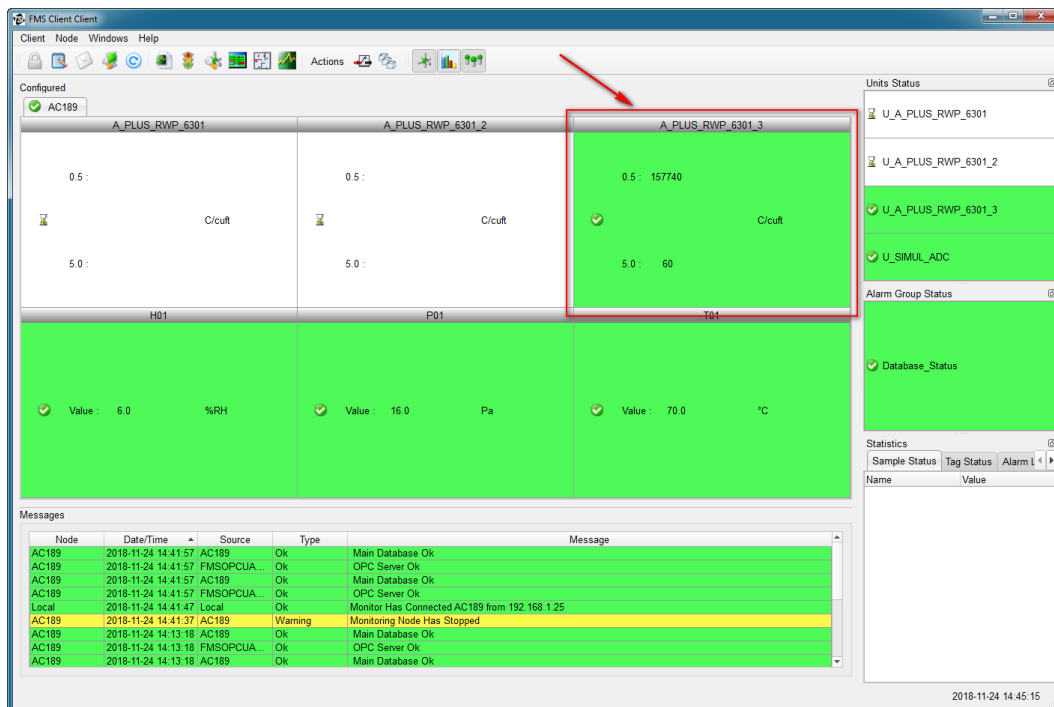 FMS Client Client
Client Node Windows Help
Actions
Configured
AC189
A_PLUS_RWP_6301
0.5 :
C/cuft
5.0 :
A_PLUS_RWP_6301_2
0.5 :
C/cuft
5.0 :
A_PLUS_RWP_6301_3
0.5 : 157740
C/cuft
5.0 : 60
H01
Value : 6.0 %RH
P01
Value : 16.0 Pa
T01
Value : 70.0 °C
Units Status
U_A_PLUS_RWP_6301
U_A_PLUS_RWP_6301_2
U_A_PLUS_RWP_6301_3
U_SIMUL_ADC
Alarm Group Status
Database_Status
Statistics
Sample Status Tag Status Alarm L
Name Value
Messages
Node Date/Time Source Type Message
AC189 2018-11-24 14:41:57 AC189 Ok Main Database Ok
AC189 2018-11-24 14:41:57 FMSOPCUA... Ok OPC Server Ok
AC189 2018-11-24 14:41:57 AC189 Ok Main Database Ok
AC189 2018-11-24 14:41:57 FMSOPCUA... Ok OPC Server Ok
Local 2018-11-24 14:41:47 Local Ok Monitor Has Connected AC189 from 192.168.1.25
AC189 2018-11-24 14:41:37 AC189 Warning Monitoring Node Has Stopped
AC189 2018-11-24 14:13:18 AC189 Ok Main Database Ok
AC189 2018-11-24 14:13:18 FMSOPCUA... Ok OPC Server Ok
AC189 2018-11-24 14:13:18 AC189 Ok Main Database Ok
2018-11-24 14:45:15